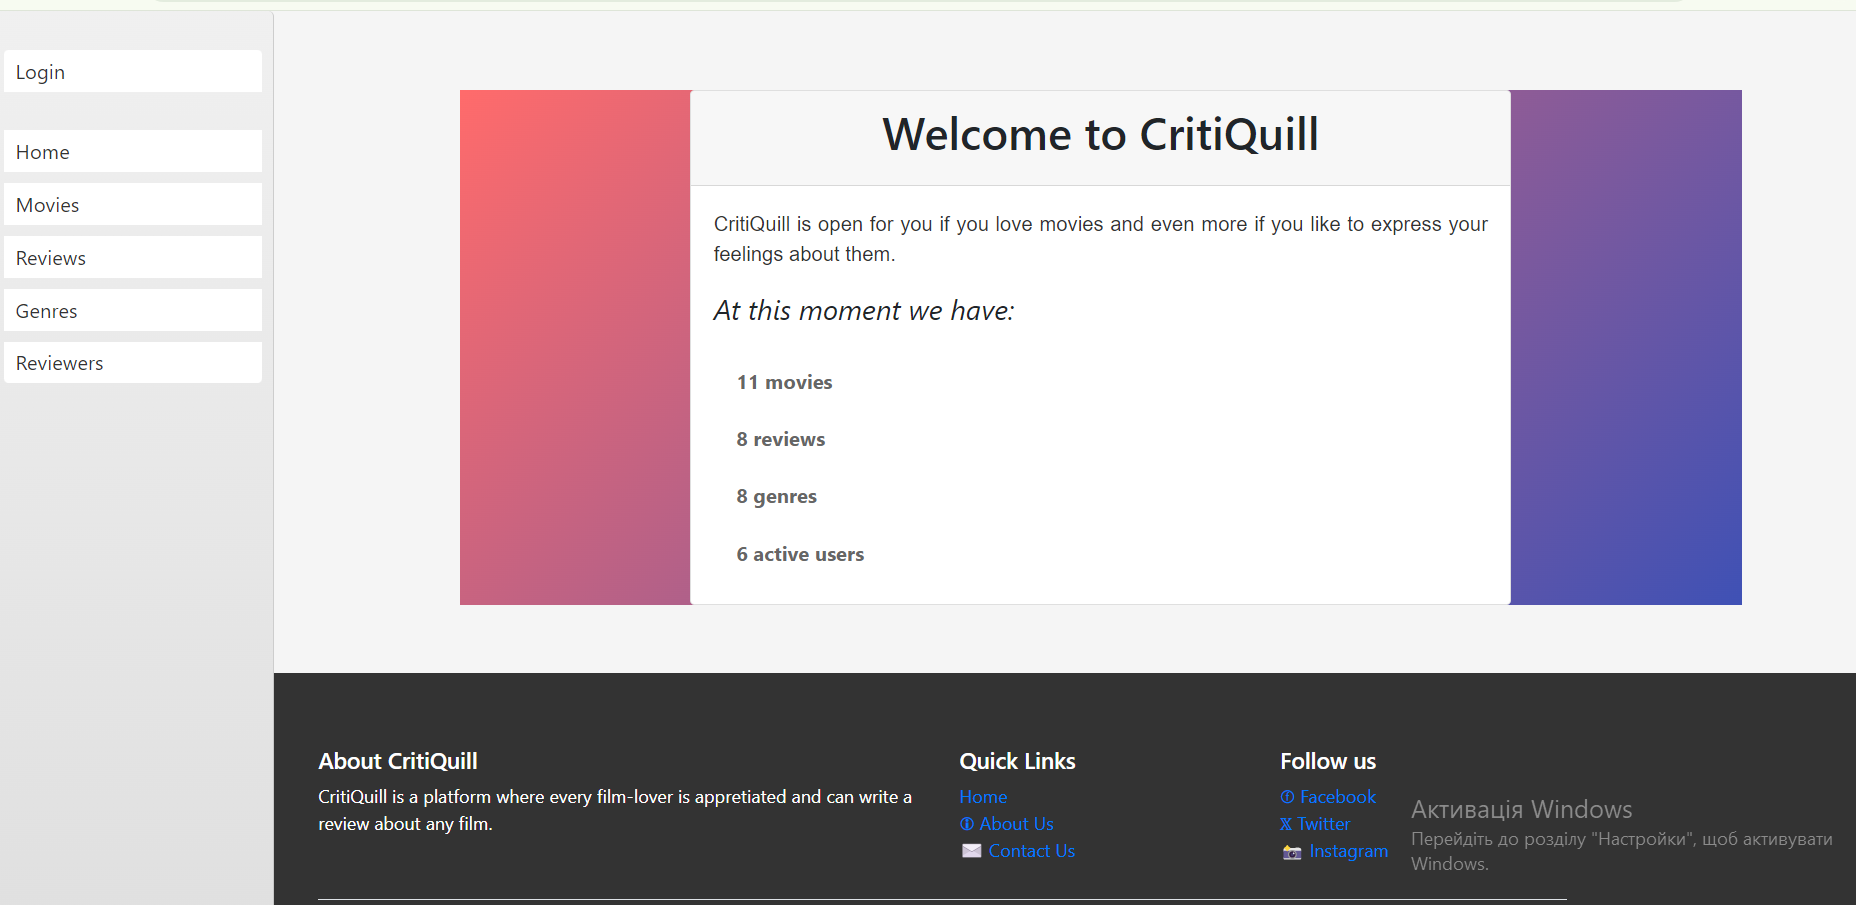 Login
Home
Movies
Reviews
Genres
Reviewers
Welcome to CritiQuill
CritiQuill is open for you if you love movies and even more if you like to express your
feelings about them.
At this moment we have:
11 movies
8 reviews
8 genres
6 active users
About CritiQuill
CritiQuill is a platform where every film-lover is appretiated and can write a
review about any film.
Quick Links
Home
About Us
Contact Us
Follow us
Facebook
𝕏 Twitter
Instagram
Активація Windows
Перейдіть до розділу "Настройки", щоб активувати
Windows.